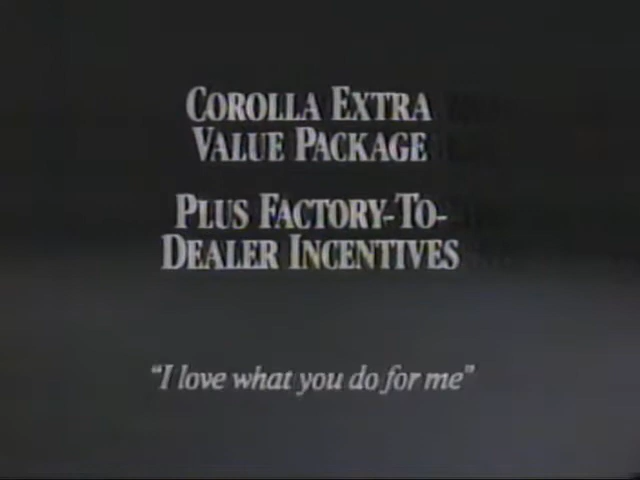 COROLLA EXTRA
VALUE PACKAGE
PLUS FACTORY-TO-
DEALER INCENTIVES
"I love what you do for me"